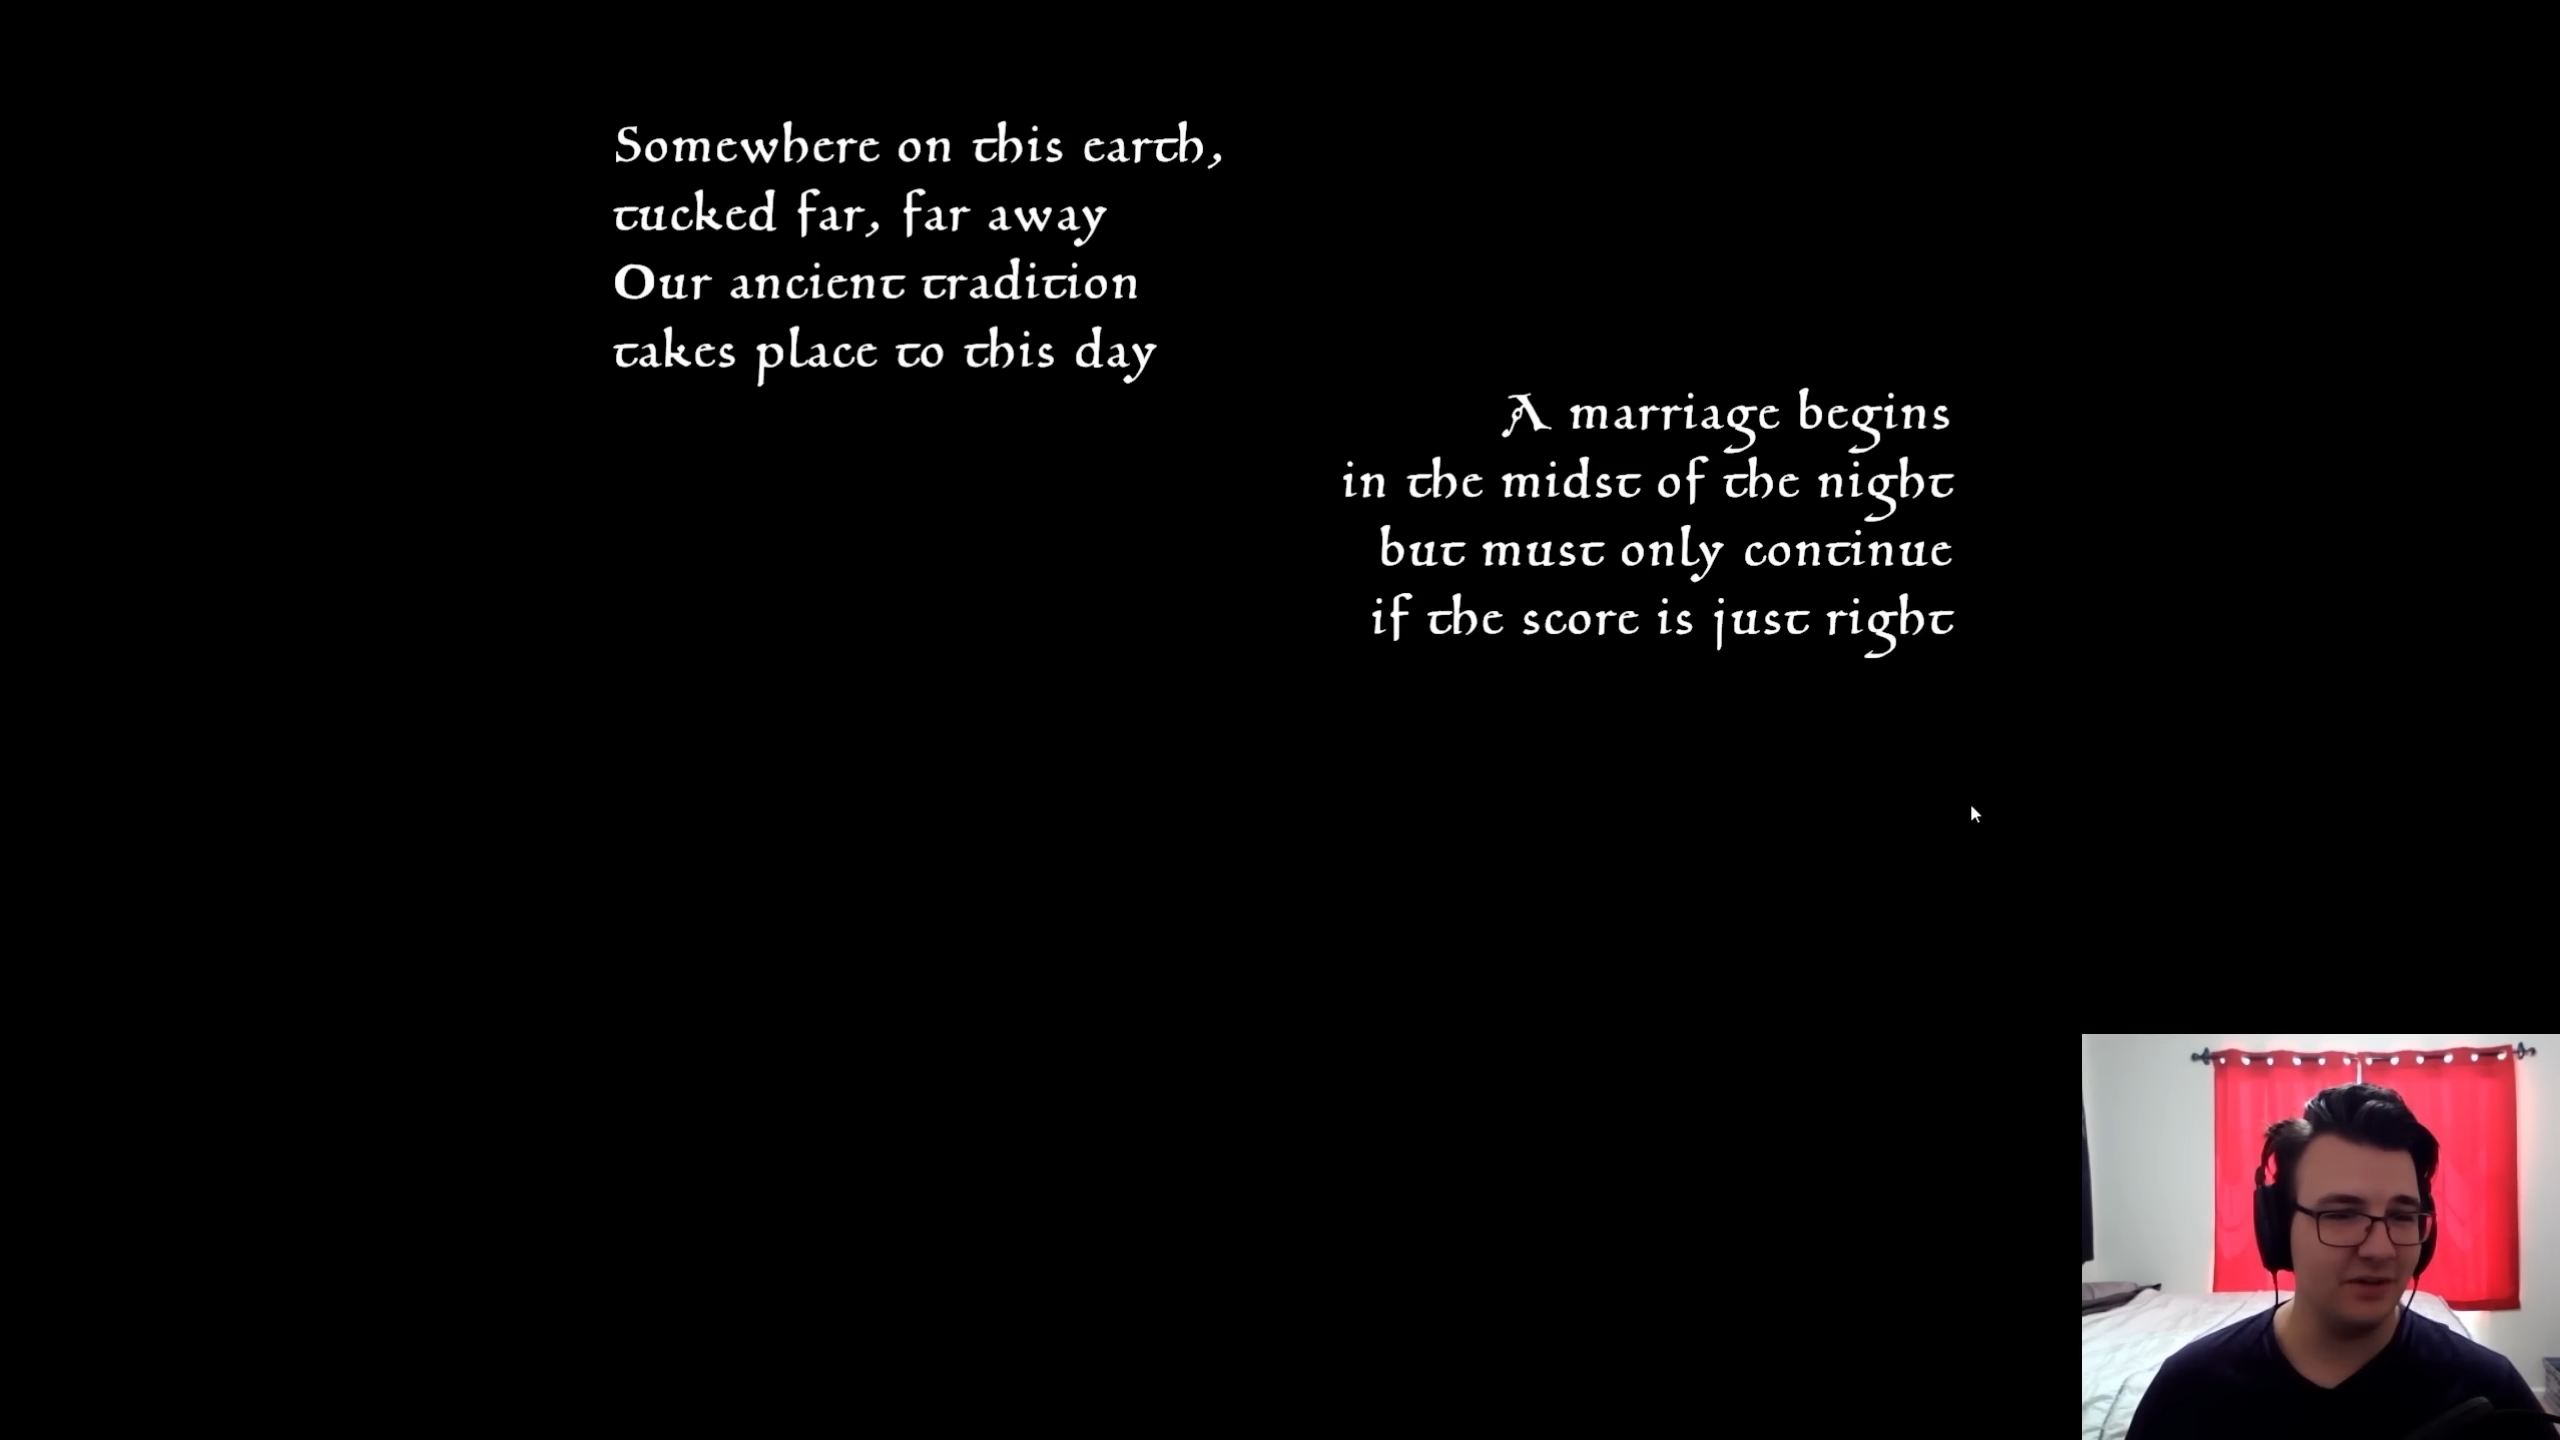 Somewhere on this earth,
tucked far, far away
Our ancient tradition
takes place to this day
A marriage begins
in the midst of the night
but must only continue
if the score is just right